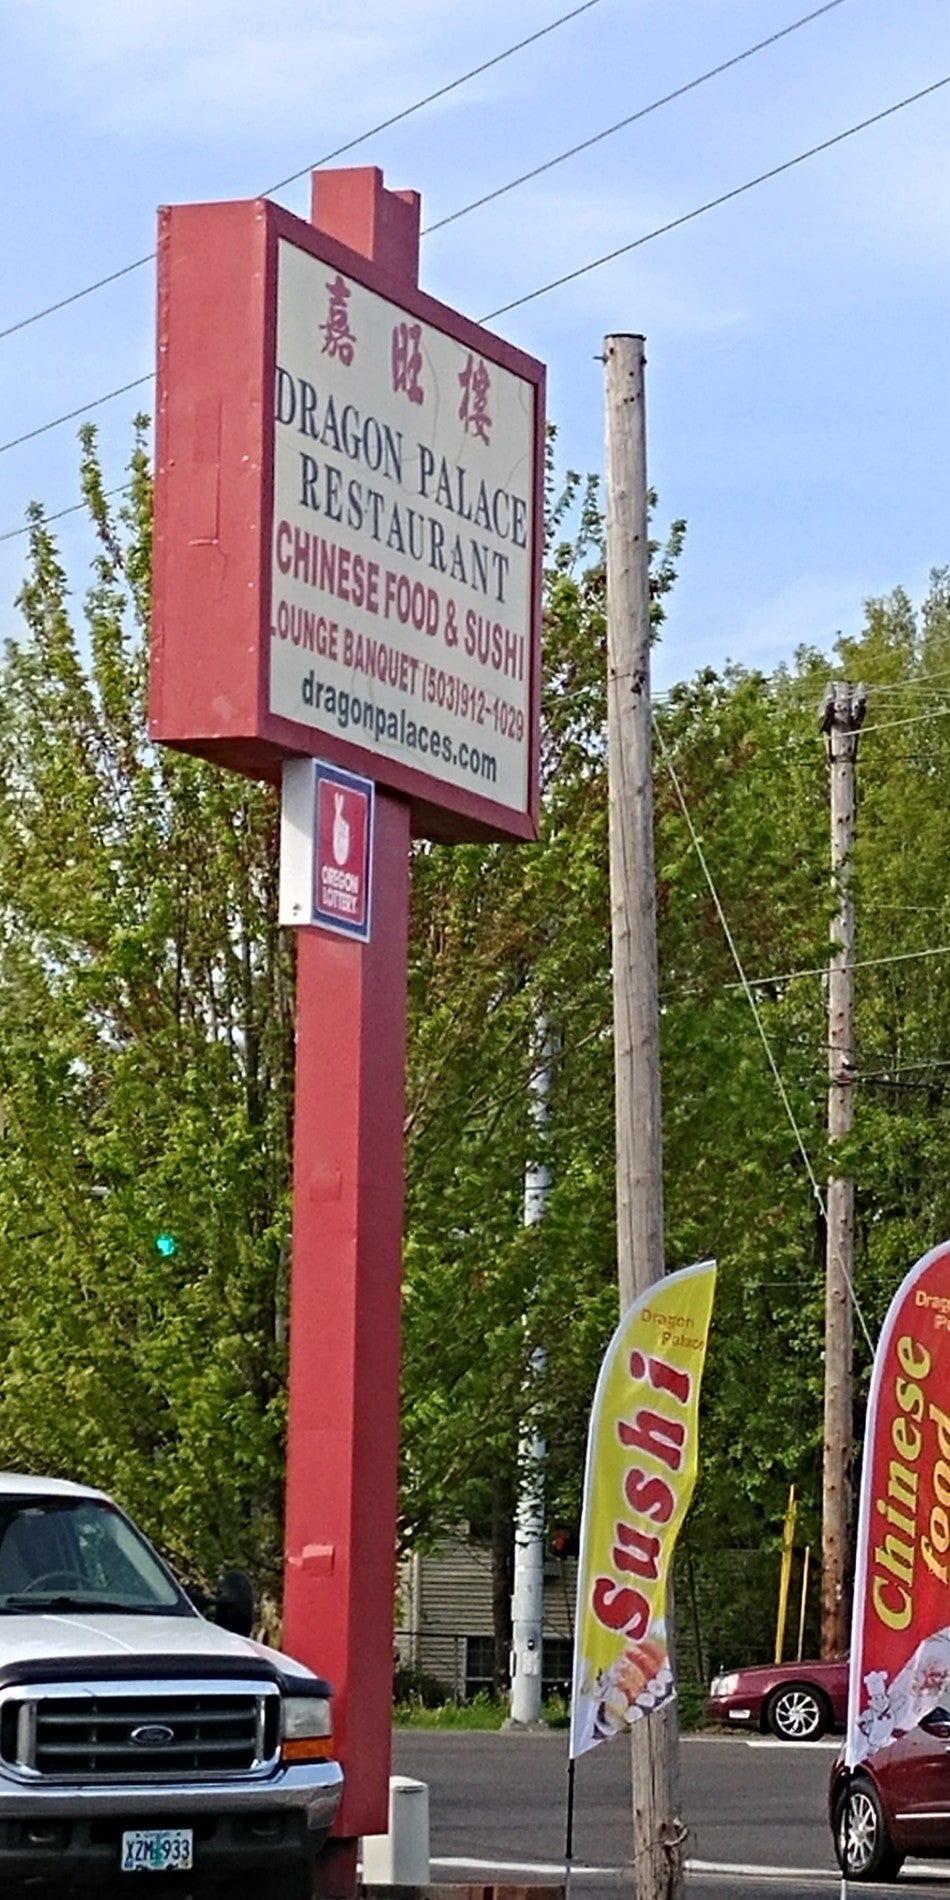 嘉旺樓
DRAGON PALACE
RESTAURANT
CHINESE FOOD & SUSHI
LOUNGE BANQUET (503)912-1029
dragonpalaces.com
OREGON
LOTTERY
Dragon
Palace
Sushi
Chinese
food
Ford
XZM 933